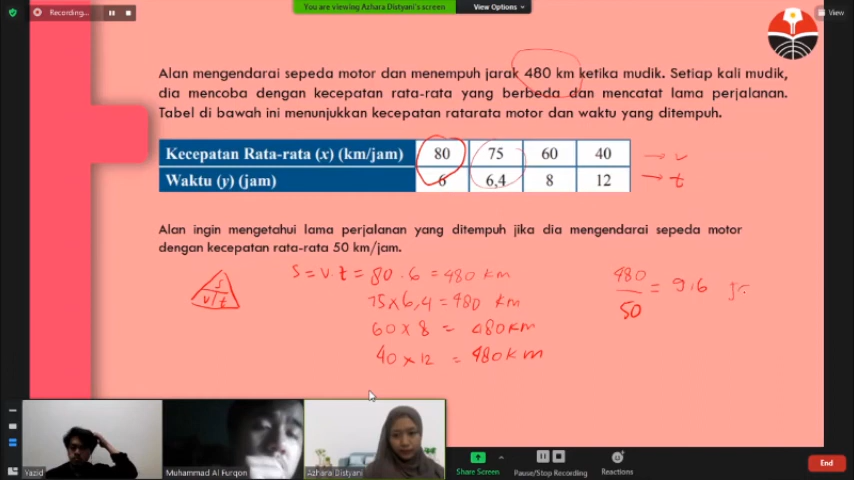 Recording...
You are viewing Azhara Distyani's screen
View Options
View
Alan mengendarai sepeda motor dan menempuh jarak 480 km ketika mudik. Setiap kali mudik,
dia mencoba dengan kecepatan rata-rata yang berbeda dan mencatat lama perjalanan.
Tabel di bawah ini menunjukkan kecepatan ratarata motor dan waktu yang ditempuh.
Kecepatan Rata-rata (x) (km/jam) 80 75 60 40 → v
Waktu (y) (jam) 6 6,4 8 12 → t
Alan ingin mengetahui lama perjalanan yang ditempuh jika dia mengendarai sepeda motor
dengan kecepatan rata-rata 50 km/jam.
s
v t
s = v. t = 80 . 6 = 480 km
75 x 6,4 = 480 km
60 x 8 = 480 km
40 x 12 = 480 km
480
50
= 9.6
Yazid
Muhammad Al Furqon
Azhara Distyani
Share Screen
Pause/Stop Recording
Reactions
End